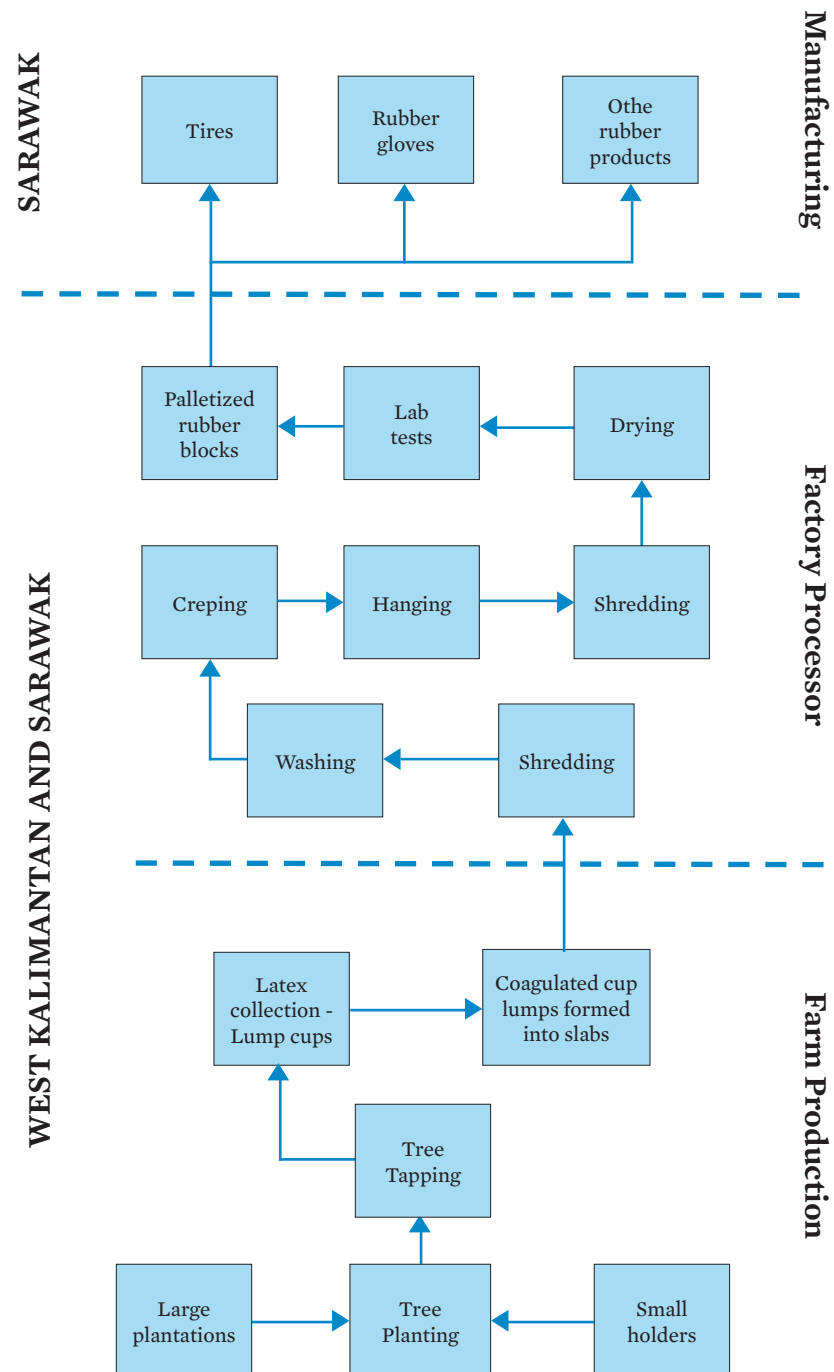 SARAWAK
Manufacturing
Tires
Rubber
gloves
Othe
rubber
products
WEST KALIMANTAN AND SARAWAK
Factory Processor
Palletized
rubber
blocks
Lab
tests
Drying
Creping
Hanging
Shredding
Washing
Shredding
Farm Production
Latex
collection -
Lump cups
Coagulated cup
lumps formed
into slabs
Tree
Tapping
Large
plantations
Tree
Planting
Small
holders